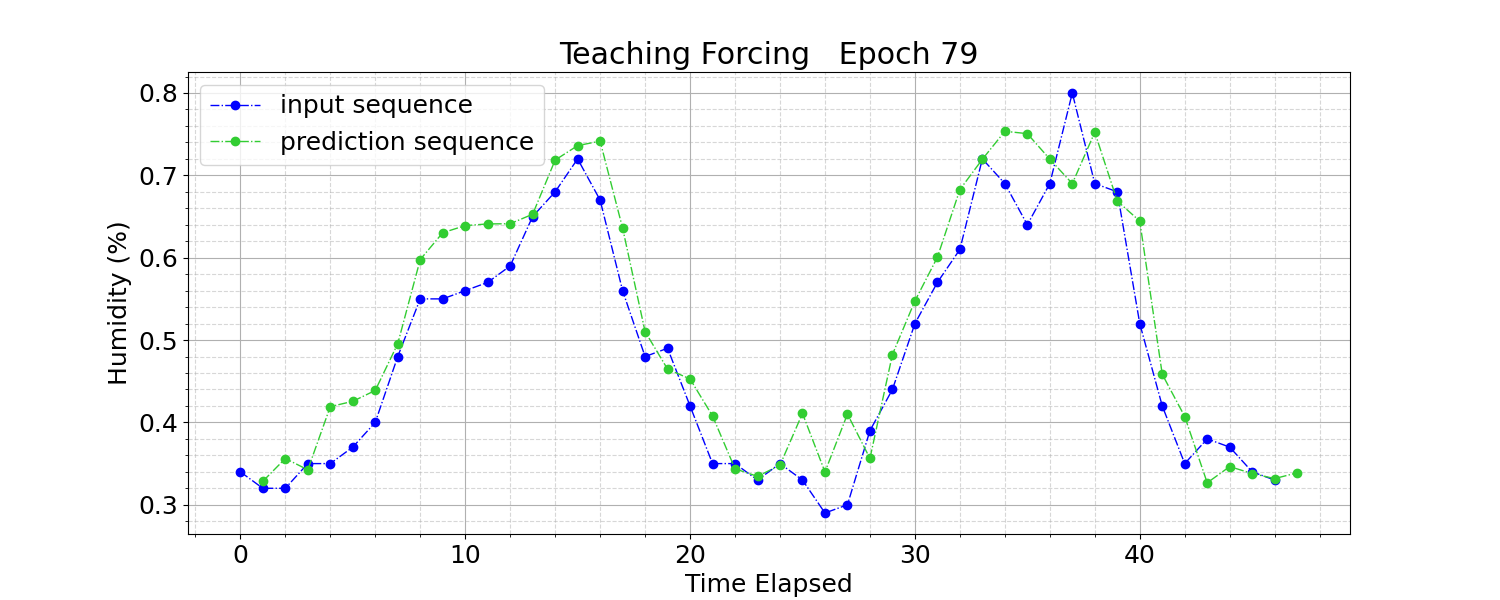 Teaching Forcing   Epoch 79
input sequence
prediction sequence
Humidity (%)
0.8
0.7
0.6
0.5
0.4
0.3
0 10 20 30 40
Time Elapsed